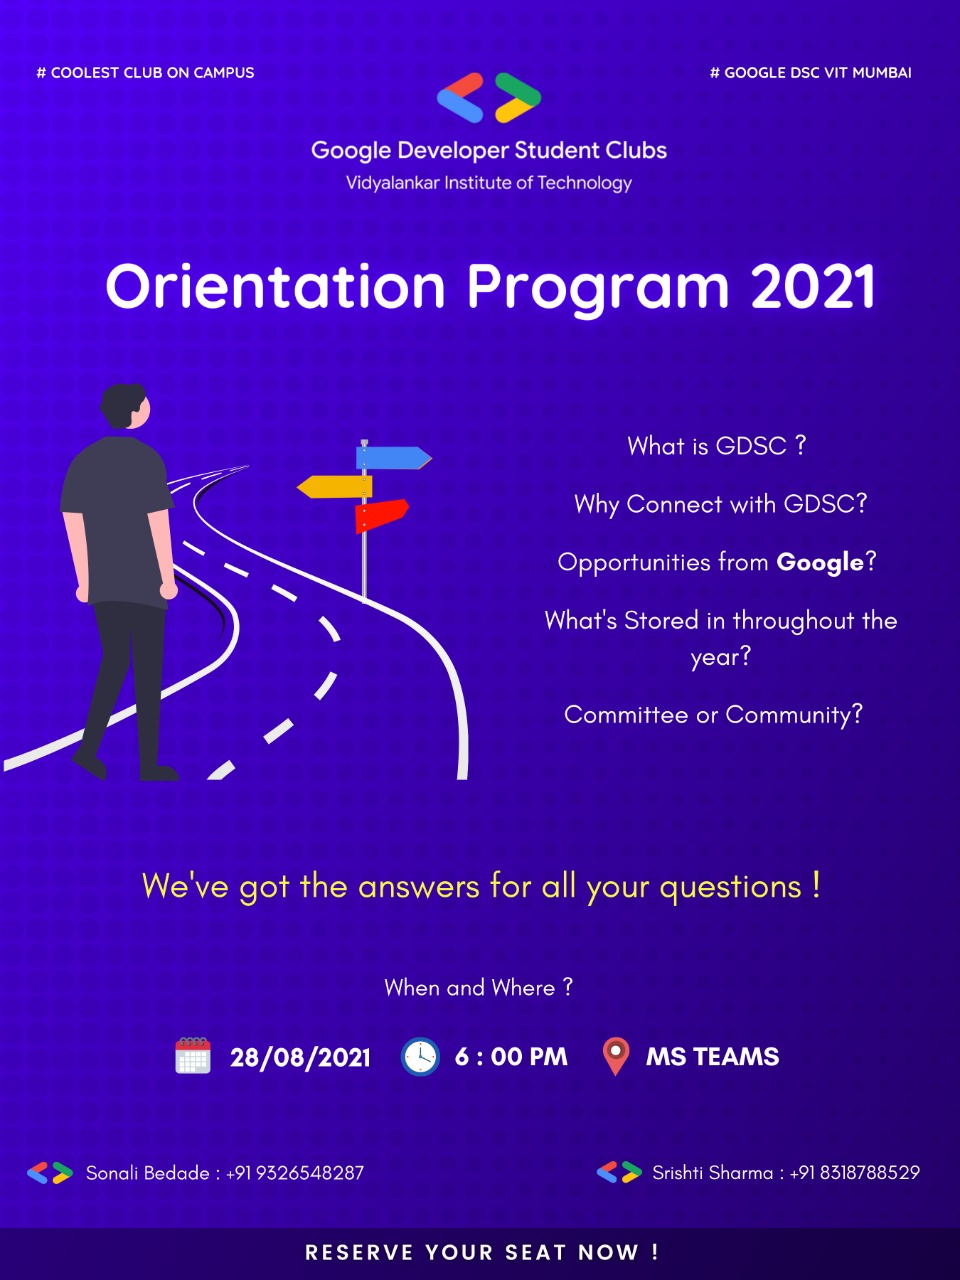 # COOLEST CLUB ON CAMPUS
# GOOGLE DSC VIT MUMBAI
Google Developer Student Clubs
Vidyalankar Institute of Technology
Orientation Program 2021
What is GDSC ?
Why Connect with GDSC?
Opportunities from Google?
What's Stored in throughout the
year?
Committee or Community?
We've got the answers for all your questions !
When and Where ?
28/08/2021
6 : 00 PM
MS TEAMS
Sonali Bedade : +91 9326548287
Srishti Sharma : +91 8318788529
RESERVE YOUR SEAT NOW !